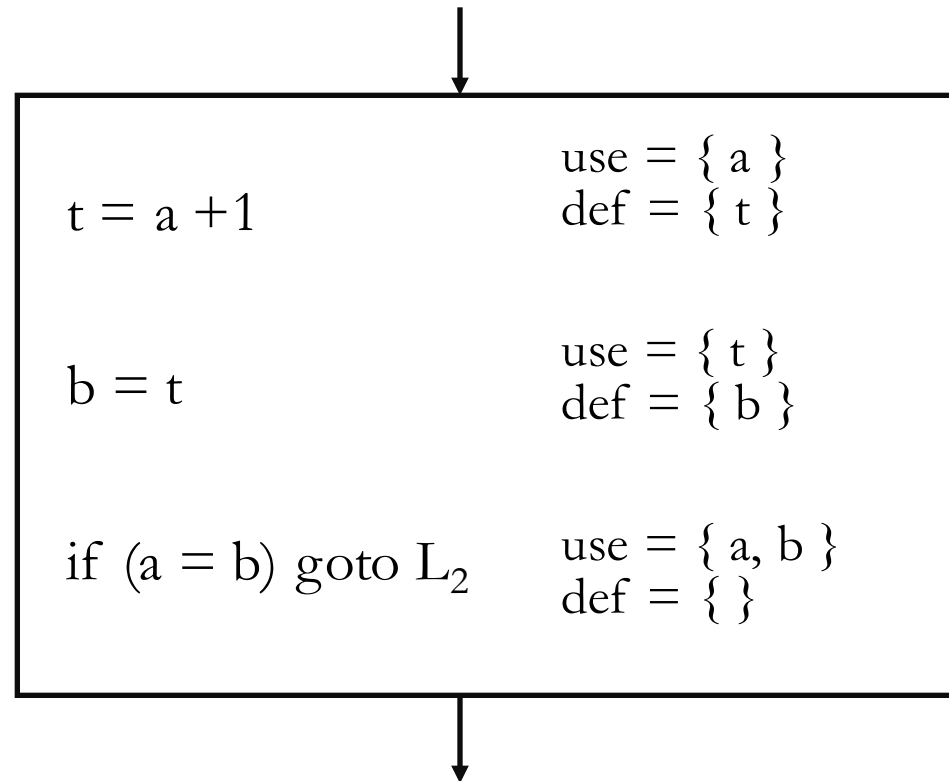 t = a +1
use = { a }
def = { t }
b = t
use = { t }
def = { b }
if (a = b) goto L₂
use = { a, b }
def = { }